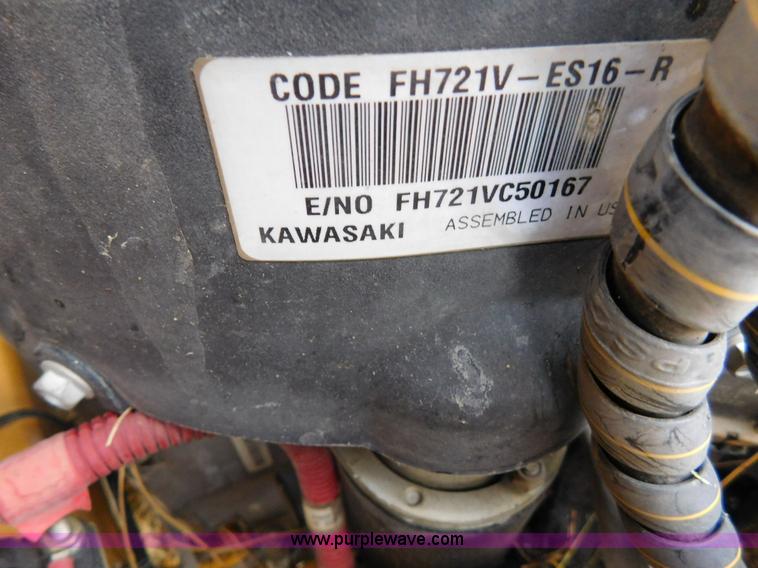 CODE FH721V-ES16-R
E/NO FH721VC50167
KAWASAKI ASSEMBLED IN US
www.purplewave.com